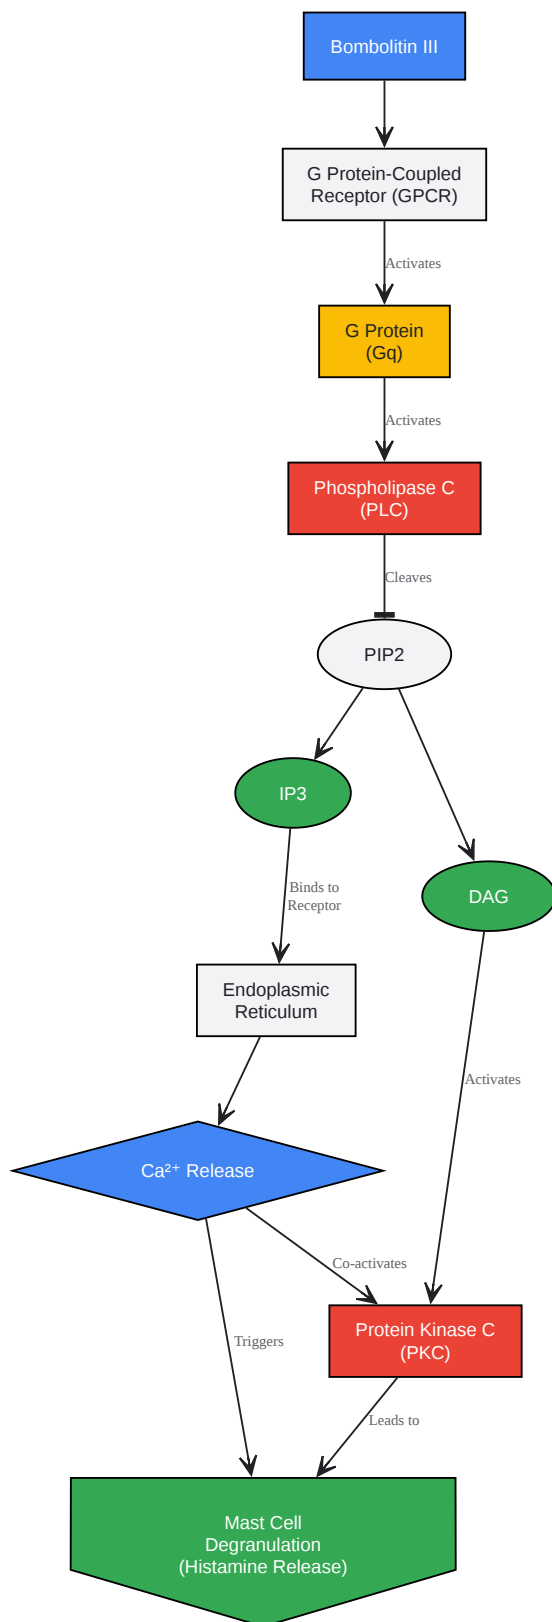 Bombolitin III
G Protein-Coupled
Receptor (GPCR)
Activates
G Protein
(Gq)
Activates
Phospholipase C
(PLC)
Cleaves
PIP2
IP3
DAG
Binds to
Receptor
Endoplasmic
Reticulum
Activates
Ca²⁺ Release
Co-activates
Protein Kinase C
(PKC)
Triggers
Leads to
Mast Cell
Degranulation
(Histamine Release)